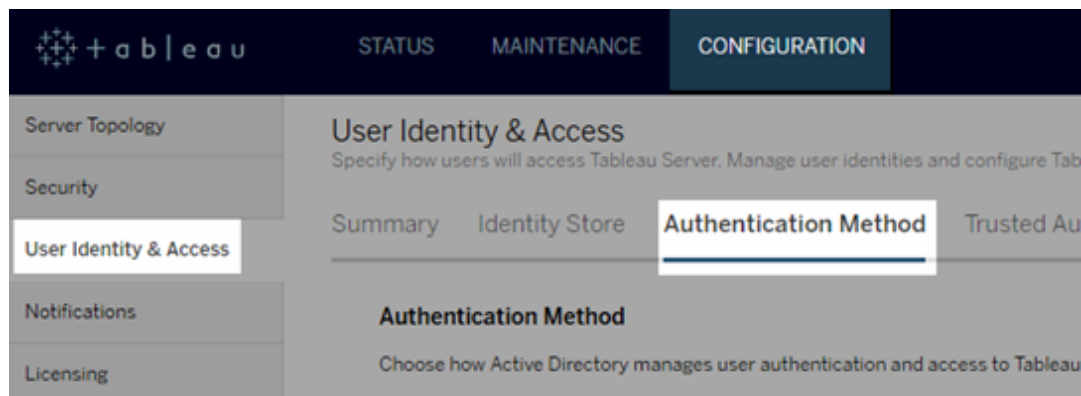 + a b | e a u
STATUS MAINTENANCE CONFIGURATION
Server Topology
Security
User Identity & Access
Notifications
Licensing
User Identity & Access
Specify how users will access Tableau Server. Manage user identities and configure Tab
Summary Identity Store Authentication Method Trusted Au
Authentication Method
Choose how Active Directory manages user authentication and access to Tableau